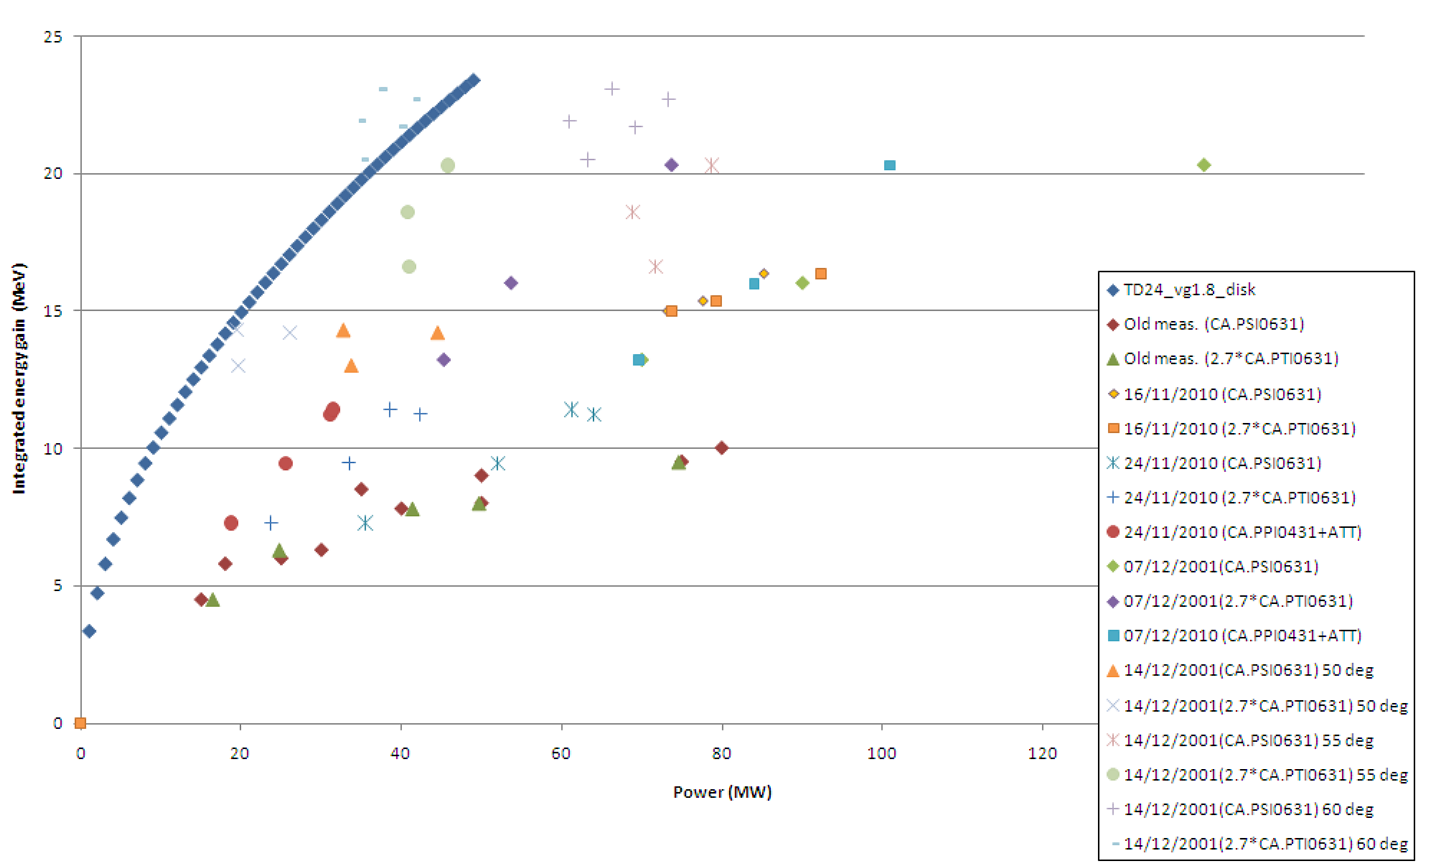 25
20
15
10
5
0
Integrated energy gain (MeV)
0 20 40 60 80 100 120
Power (MW)
TD24_vg1.8_disk
Old meas. (CA.PSI0631)
Old meas. (2.7*CA.PTI0631)
16/11/2010 (CA.PSI0631)
16/11/2010 (2.7*CA.PTI0631)
24/11/2010 (CA.PSI0631)
24/11/2010 (2.7*CA.PTI0631)
24/11/2010 (CA.PPI0431+ATT)
07/12/2001(CA.PSI0631)
07/12/2001(2.7*CA.PTI0631)
07/12/2010 (CA.PPI0431+ATT)
14/12/2001(CA.PSI0631) 50 deg
14/12/2001(2.7*CA.PTI0631) 50 deg
14/12/2001(CA.PSI0631) 55 deg
14/12/2001(2.7*CA.PTI0631) 55 deg
14/12/2001(CA.PSI0631) 60 deg
14/12/2001(2.7*CA.PTI0631) 60 deg